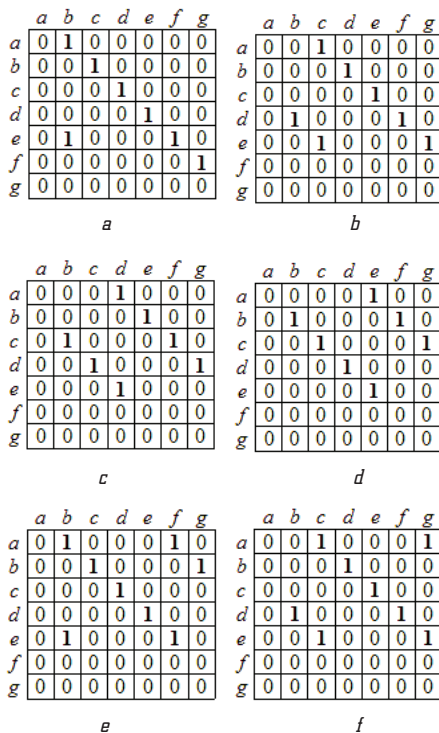 a b c d e f g
a 0 1 0 0 0 0 0
b 0 0 1 0 0 0 0
c 0 0 0 1 0 0 0
d 0 0 0 0 1 0 0
e 0 1 0 0 0 1 0
f 0 0 0 0 0 0 1
g 0 0 0 0 0 0 0
a
a b c d e f g
a 0 0 1 0 0 0 0
b 0 0 0 1 0 0 0
c 0 0 0 0 1 0 0
d 0 1 0 0 0 1 0
e 0 0 1 0 0 0 1
f 0 0 0 0 0 0 0
g 0 0 0 0 0 0 0
b
a b c d e f g
a 0 0 0 1 0 0 0
b 0 0 0 0 1 0 0
c 0 1 0 0 0 1 0
d 0 0 1 0 0 0 1
e 0 0 0 1 0 0 0
f 0 0 0 0 0 0 0
g 0 0 0 0 0 0 0
c
a b c d e f g
a 0 0 0 0 1 0 0
b 0 1 0 0 0 1 0
c 0 0 1 0 0 0 1
d 0 0 0 1 0 0 0
e 0 0 0 0 1 0 0
f 0 0 0 0 0 0 0
g 0 0 0 0 0 0 0
d
a b c d e f g
a 0 1 0 0 0 1 0
b 0 0 1 0 0 0 1
c 0 0 0 1 0 0 0
d 0 0 0 0 1 0 0
e 0 1 0 0 0 1 0
f 0 0 0 0 0 0 0
g 0 0 0 0 0 0 0
e
a b c d e f g
a 0 0 1 0 0 0 1
b 0 0 0 1 0 0 0
c 0 0 0 0 1 0 0
d 0 1 0 0 0 1 0
e 0 0 1 0 0 0 1
f 0 0 0 0 0 0 0
g 0 0 0 0 0 0 0
f